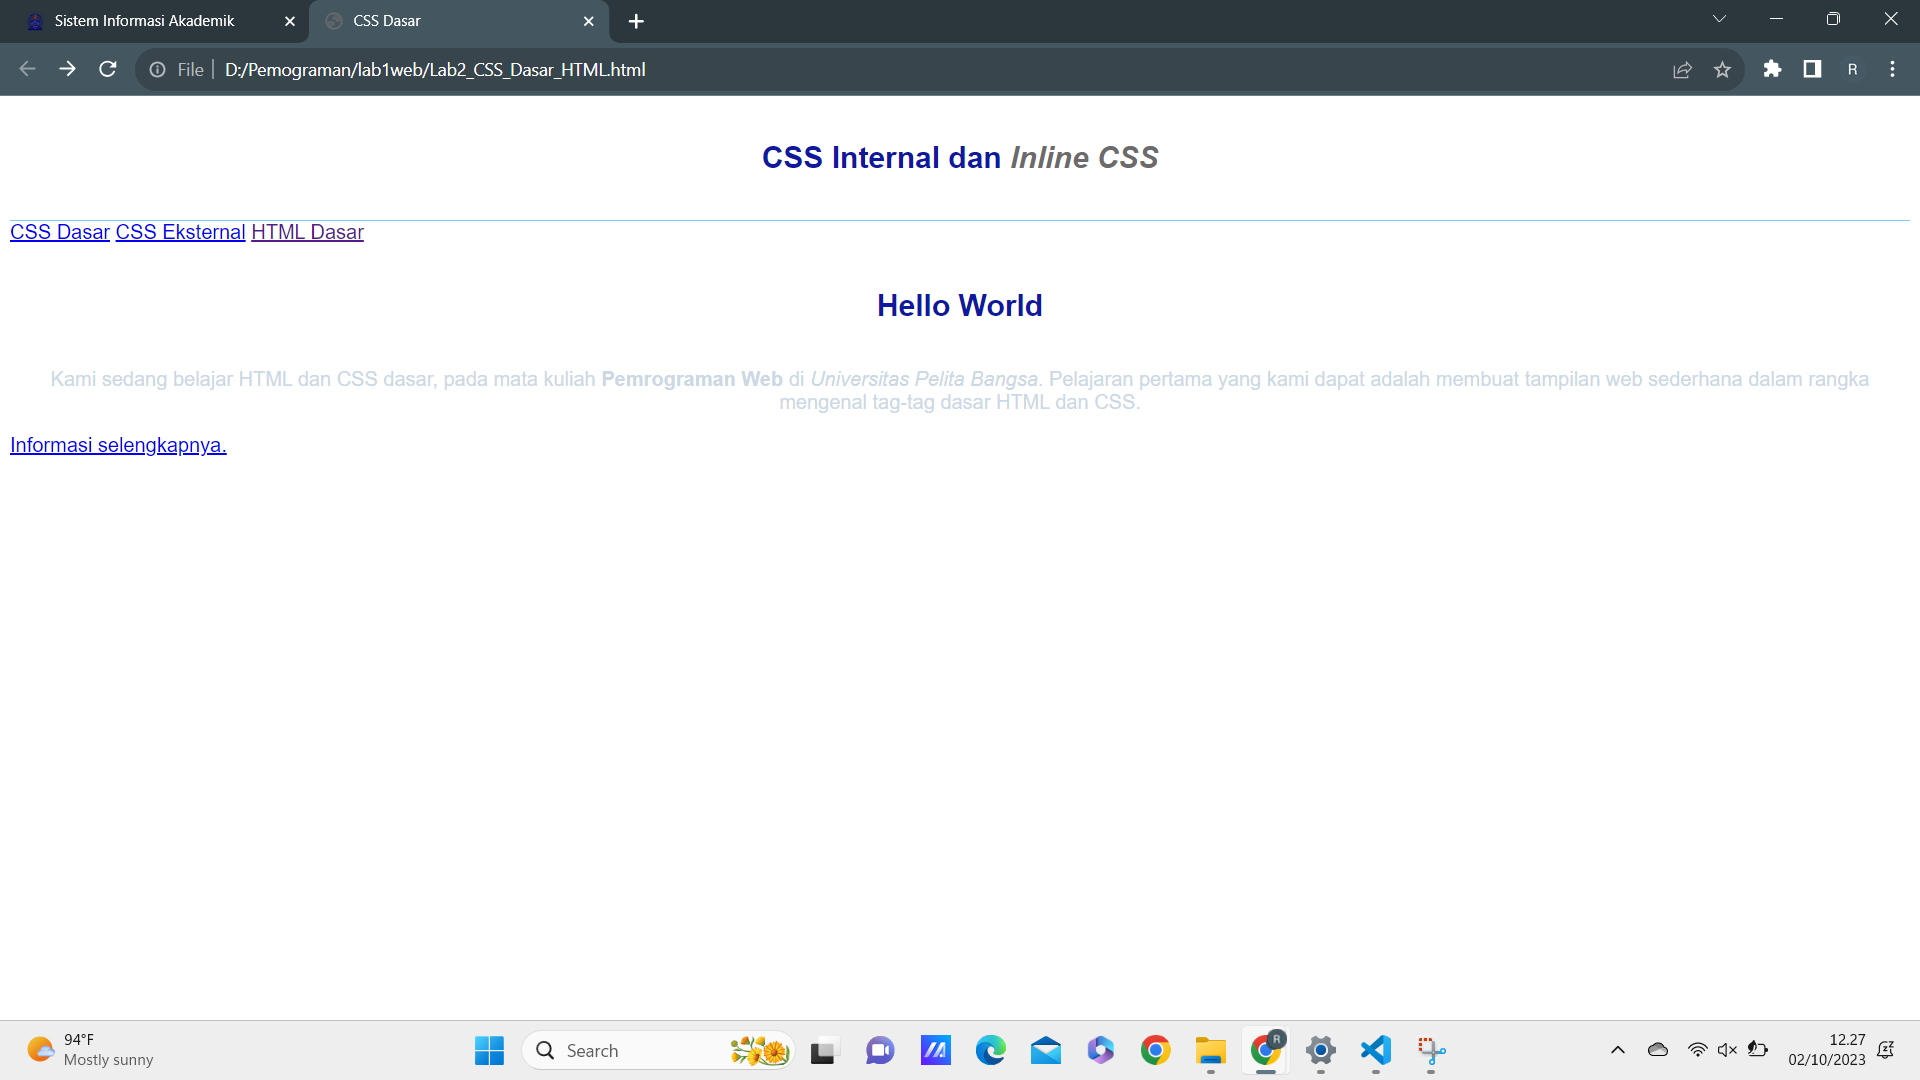 Sistem Informasi Akademik
CSS Dasar
File
D:/Pemograman/lab1web/Lab2_CSS_Dasar_HTML.html
R
CSS Internal dan Inline CSS
CSS Dasar CSS Eksternal HTML Dasar
Hello World
Kami sedang belajar HTML dan CSS dasar, pada mata kuliah Pemrograman Web di Universitas Pelita Bangsa. Pelajaran pertama yang kami dapat adalah membuat tampilan web sederhana dalam rangka
mengenal tag-tag dasar HTML dan CSS.
Informasi selengkapnya.
94°F
Mostly sunny
Search
R
12.27
02/10/2023